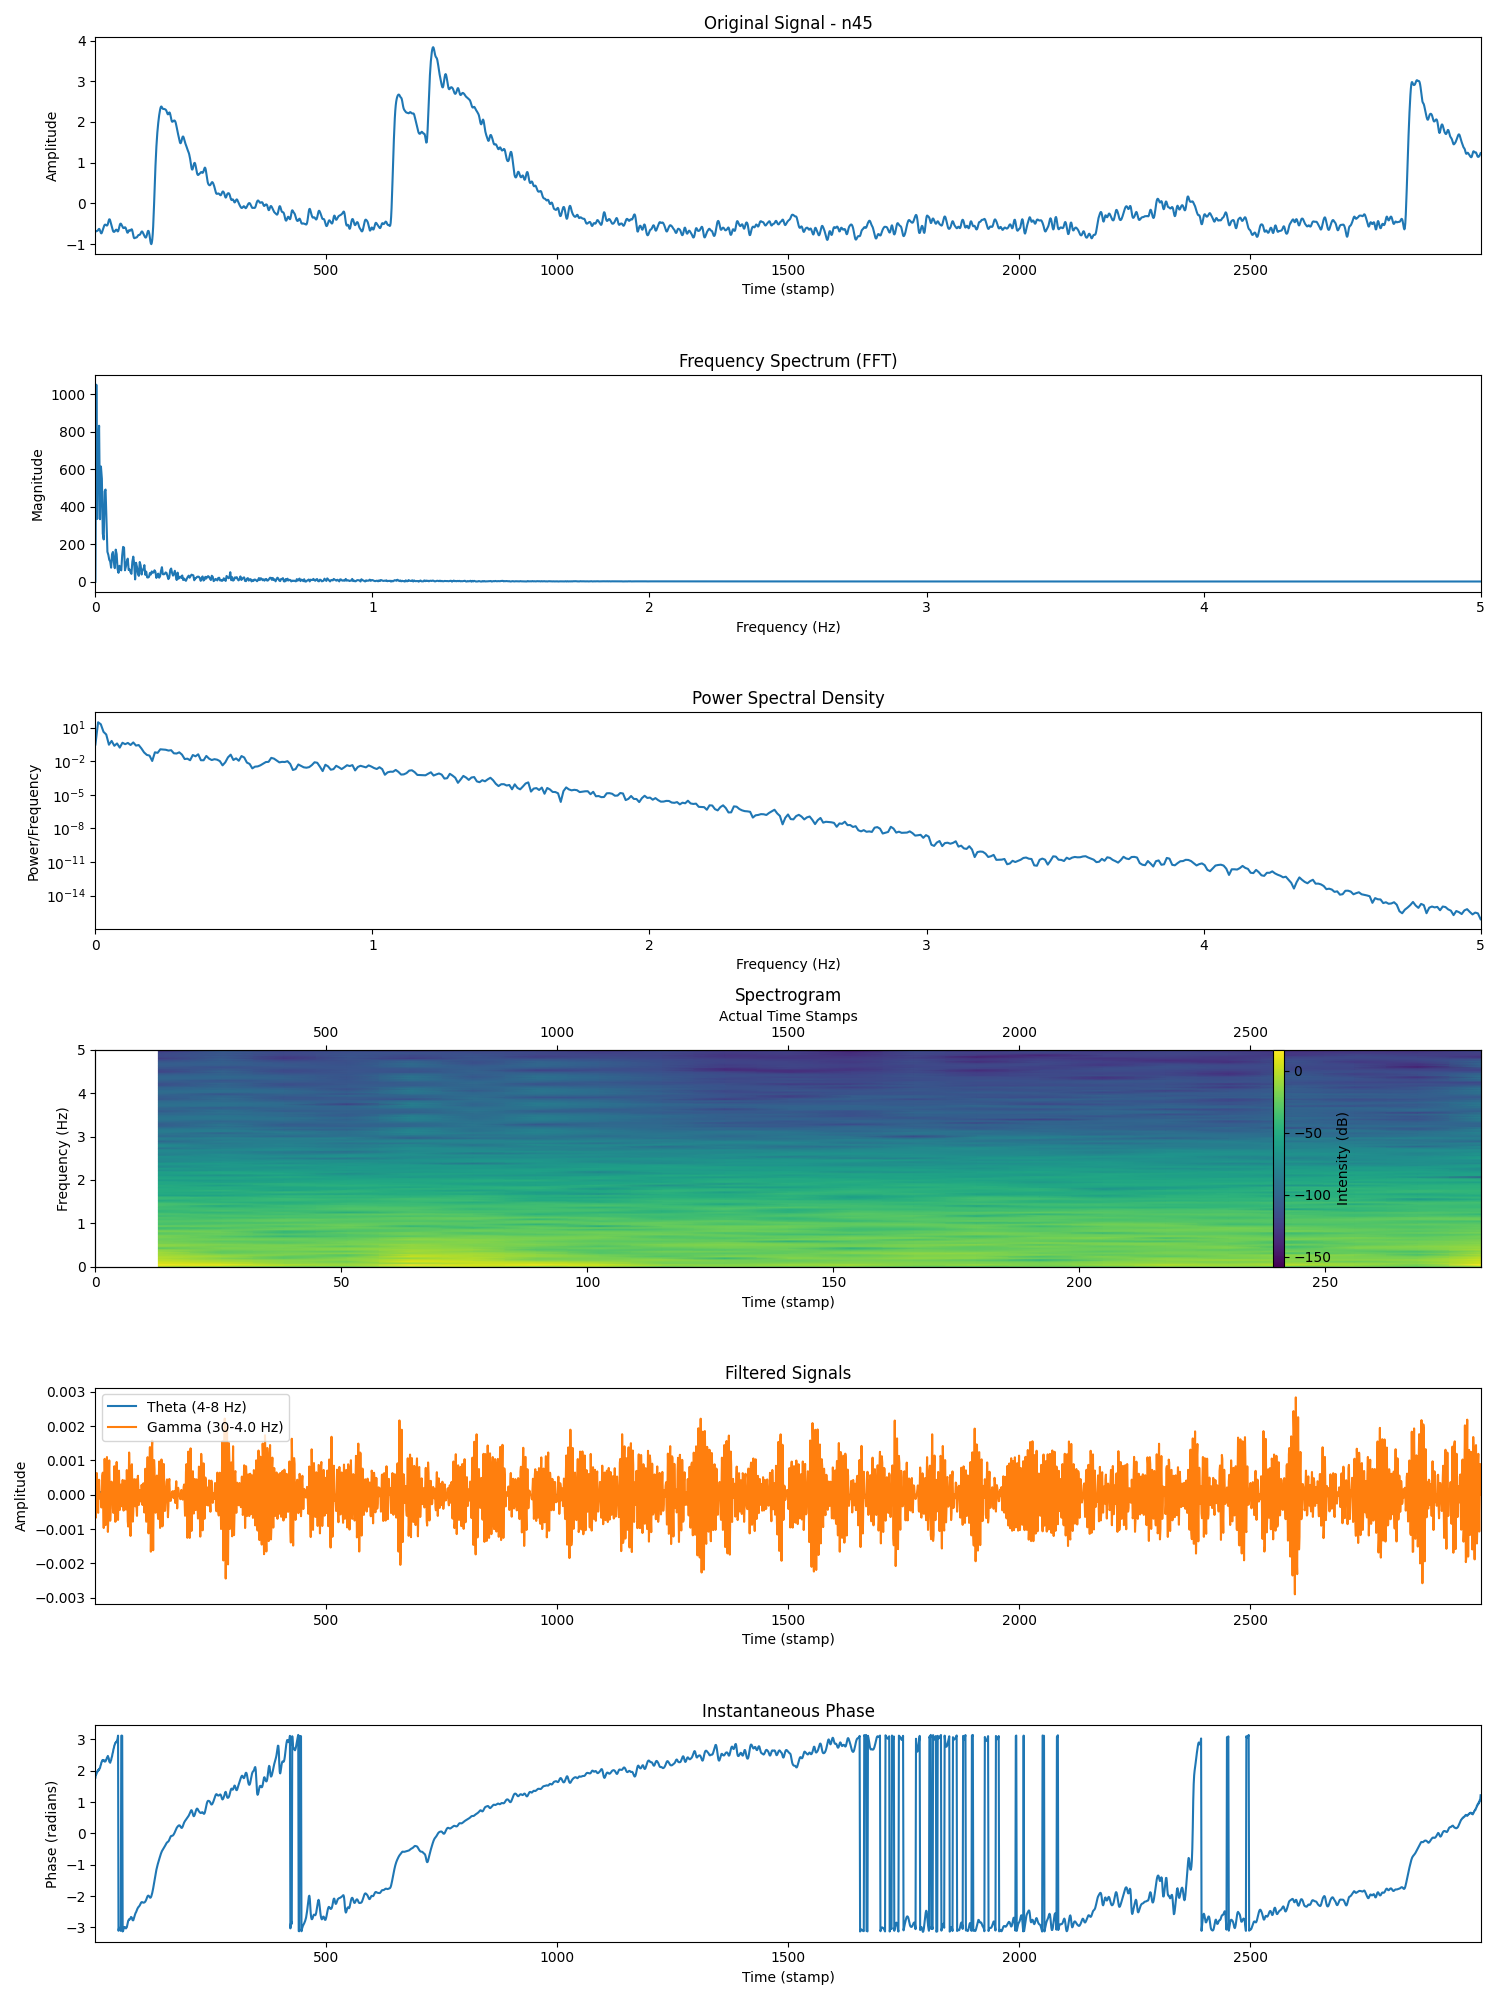 Original Signal - n45
4
3
2
1
0
−1
Amplitude
500 1000 1500 2000 2500
Time (stamp)
Frequency Spectrum (FFT)
1000
800
600
400
200
0
Magnitude
0 1 2 3 4 5
Frequency (Hz)
Power Spectral Density
10^1
10^−2
10^−5
10^−8
10^−11
10^−14
Power/Frequency
0 1 2 3 4 5
Frequency (Hz)
Spectrogram
Actual Time Stamps
500 1000 1500 2000 2500
5
4
3
2
1
0
Frequency (Hz)
0
−50
−100
−150
Intensity (dB)
0 50 100 150 200 250
Time (stamp)
Filtered Signals
0.003
0.002
0.001
0.000
−0.001
−0.002
−0.003
Amplitude
Theta (4-8 Hz)
Gamma (30-4.0 Hz)
500 1000 1500 2000 2500
Time (stamp)
Instantaneous Phase
3
2
1
0
−1
−2
−3
Phase (radians)
500 1000 1500 2000 2500
Time (stamp)